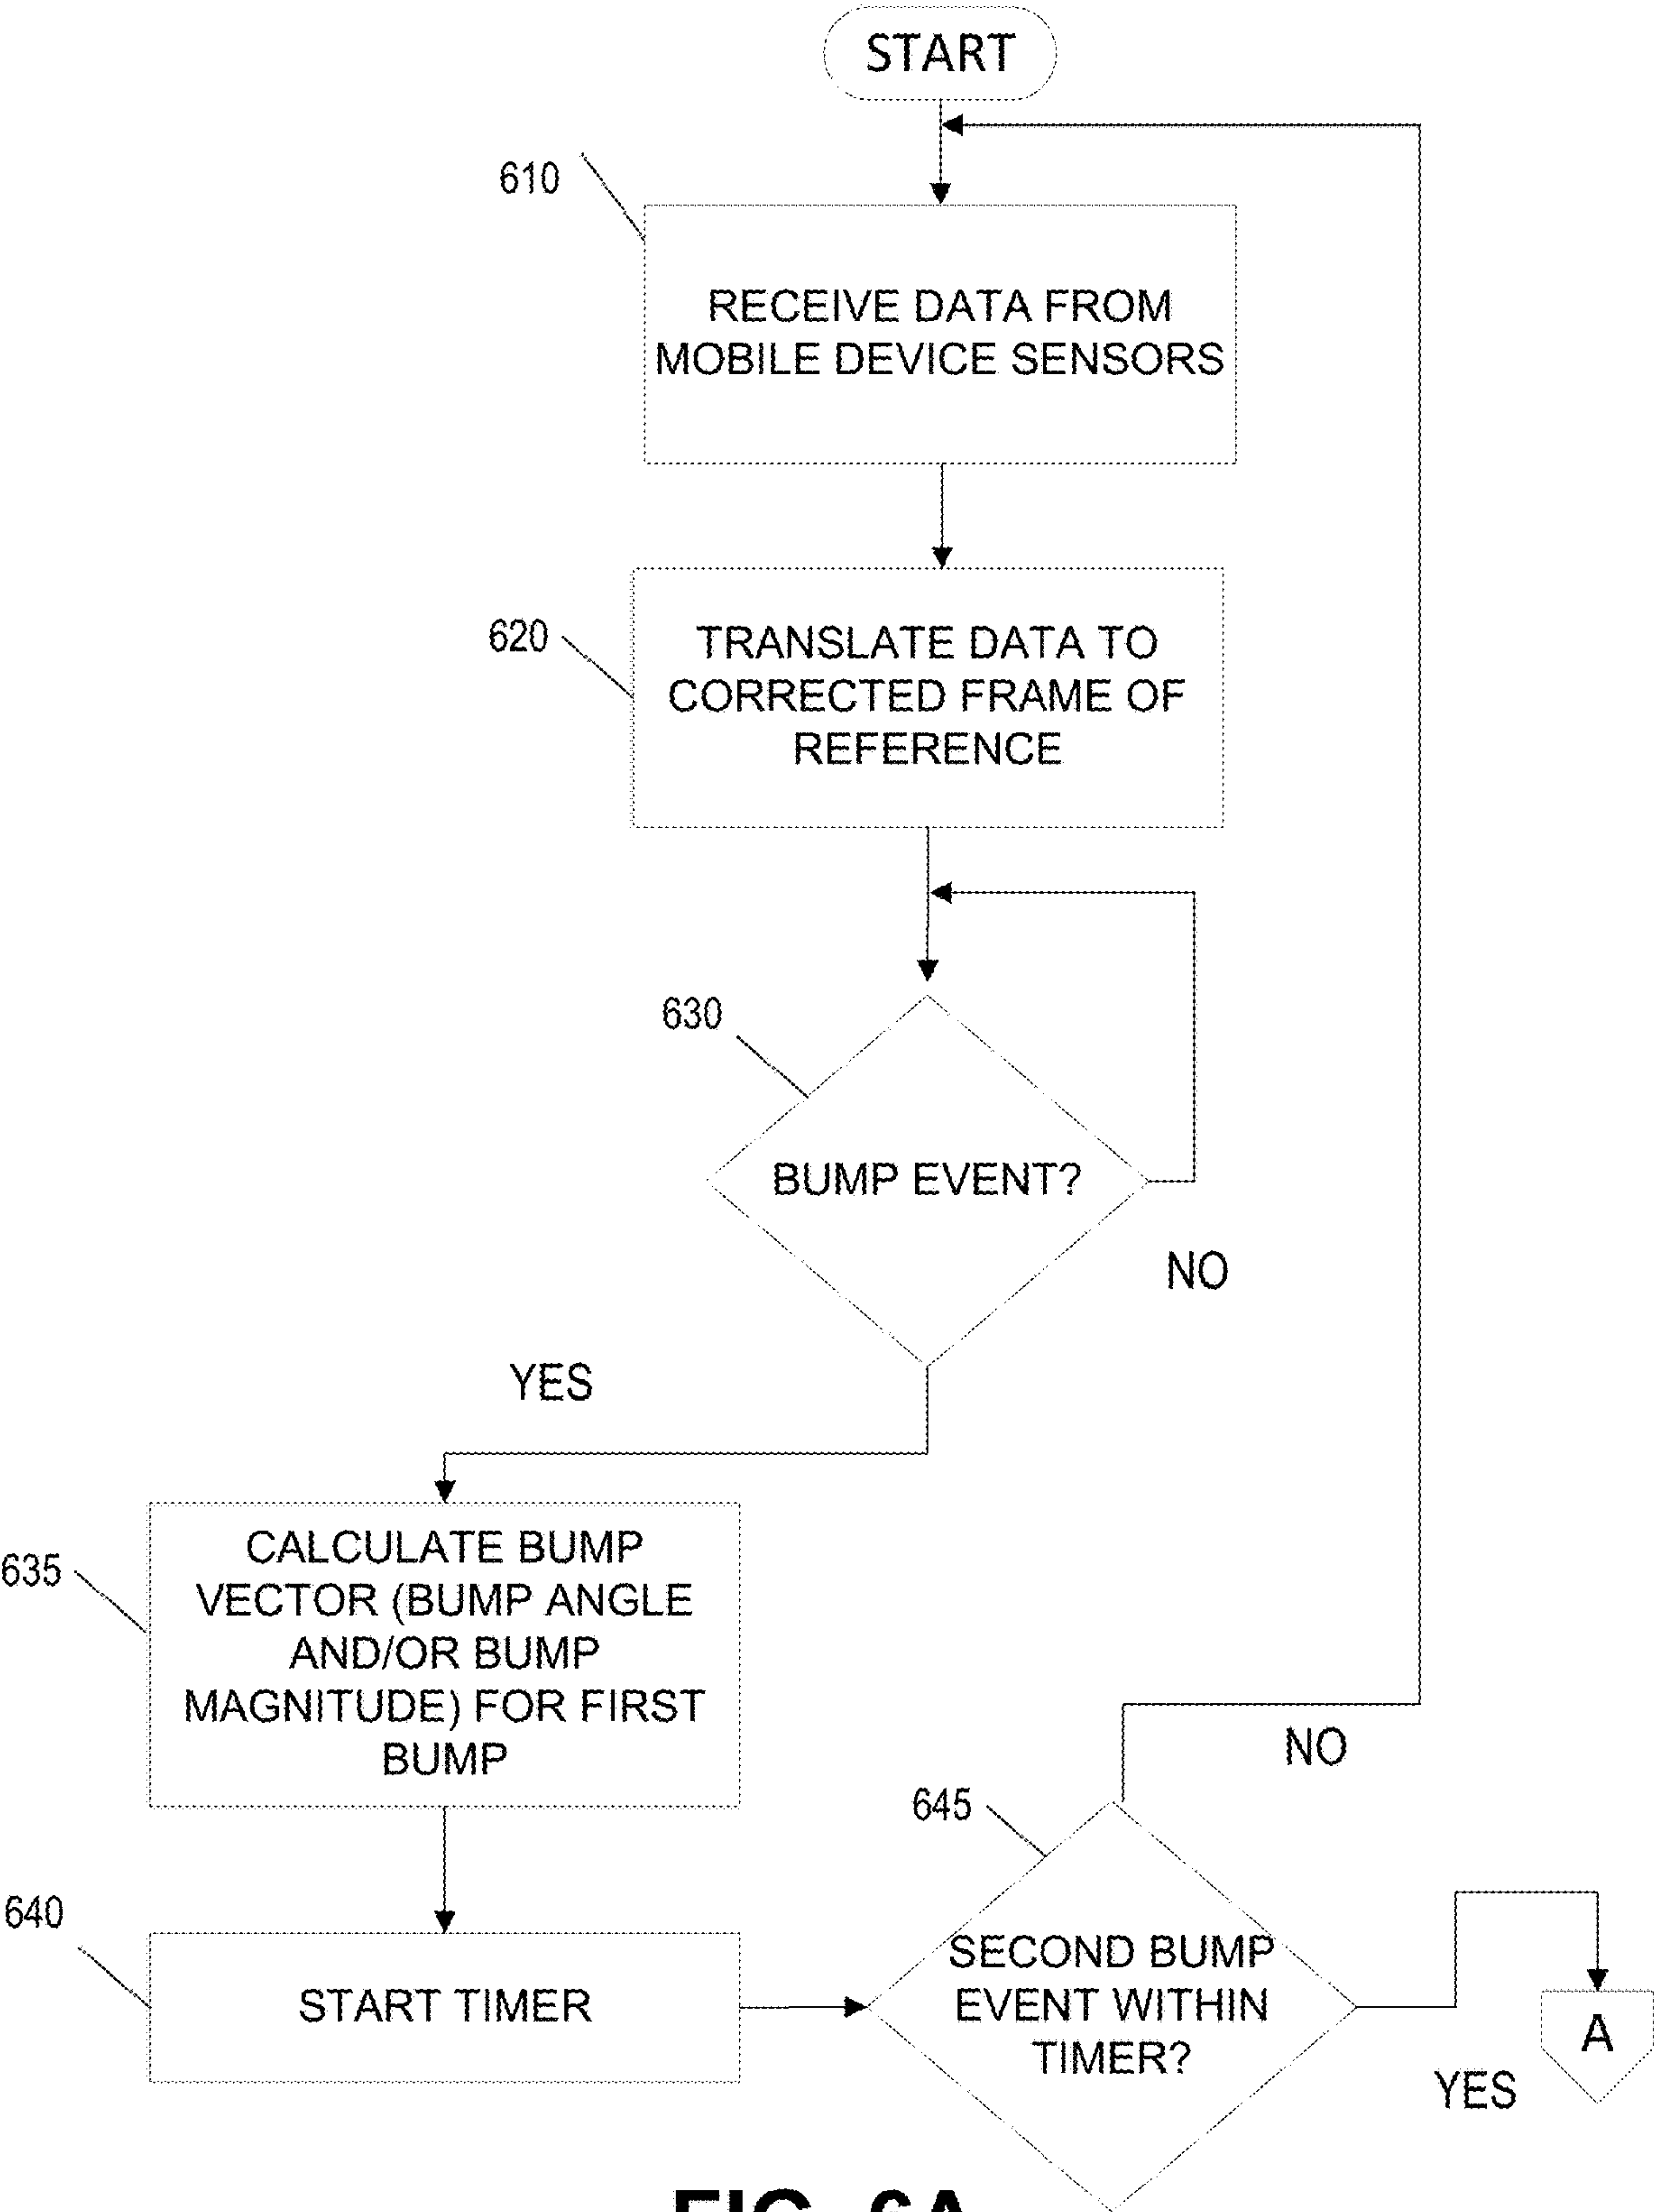 START
610
RECEIVE DATA FROM
MOBILE DEVICE SENSORS
620
TRANSLATE DATA TO
CORRECTED FRAME OF
REFERENCE
630
BUMP EVENT?
NO
YES
635
CALCULATE BUMP
VECTOR (BUMP ANGLE
AND/OR BUMP
MAGNITUDE) FOR FIRST
BUMP
NO
645
640
START TIMER
SECOND BUMP
EVENT WITHIN
TIMER?
A
YES
FIG. 6A